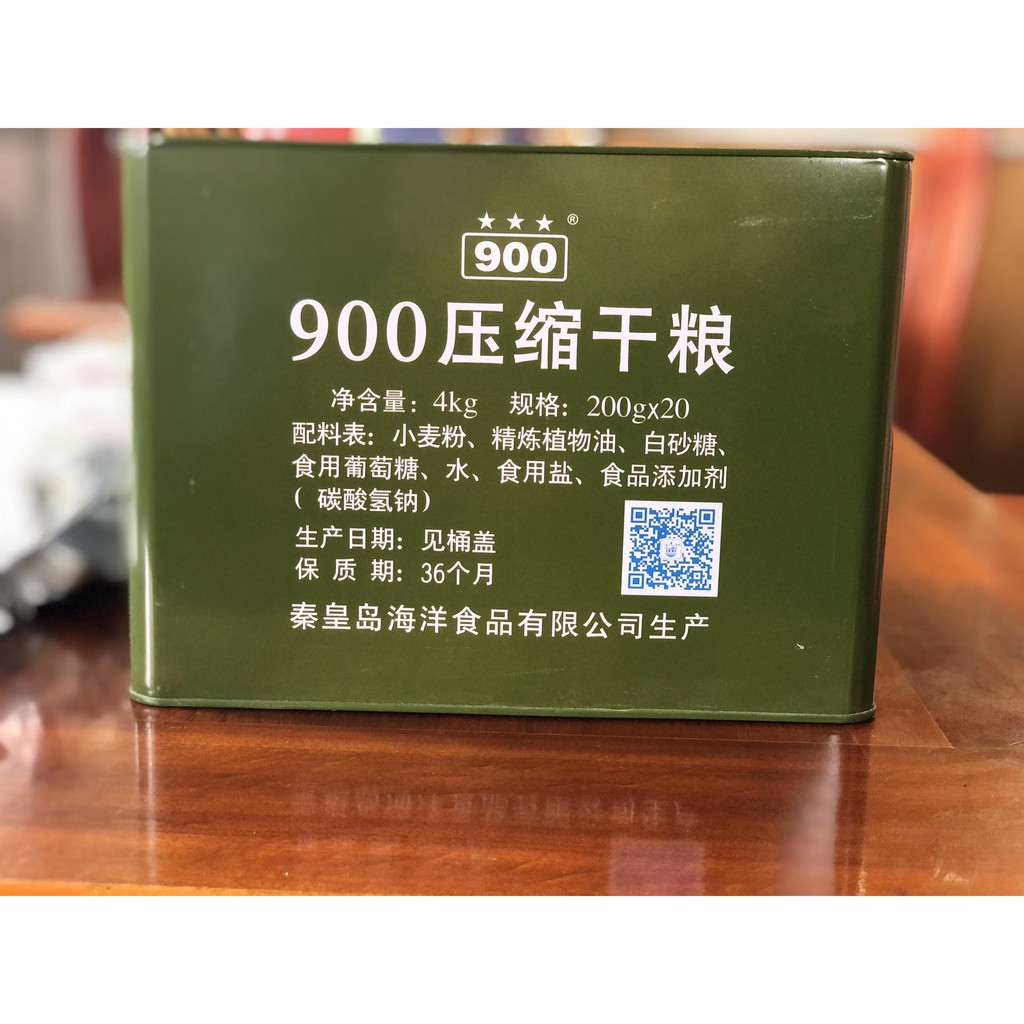 ★★★®
900
900压缩干粮
净含量：4kg 规格：200gx20
配料表：小麦粉、精炼植物油、白砂糖、
食用葡萄糖、水、食用盐、食品添加剂
（碳酸氢钠）
生产日期：见桶盖
保 质 期：36个月
秦皇岛海洋食品有限公司生产